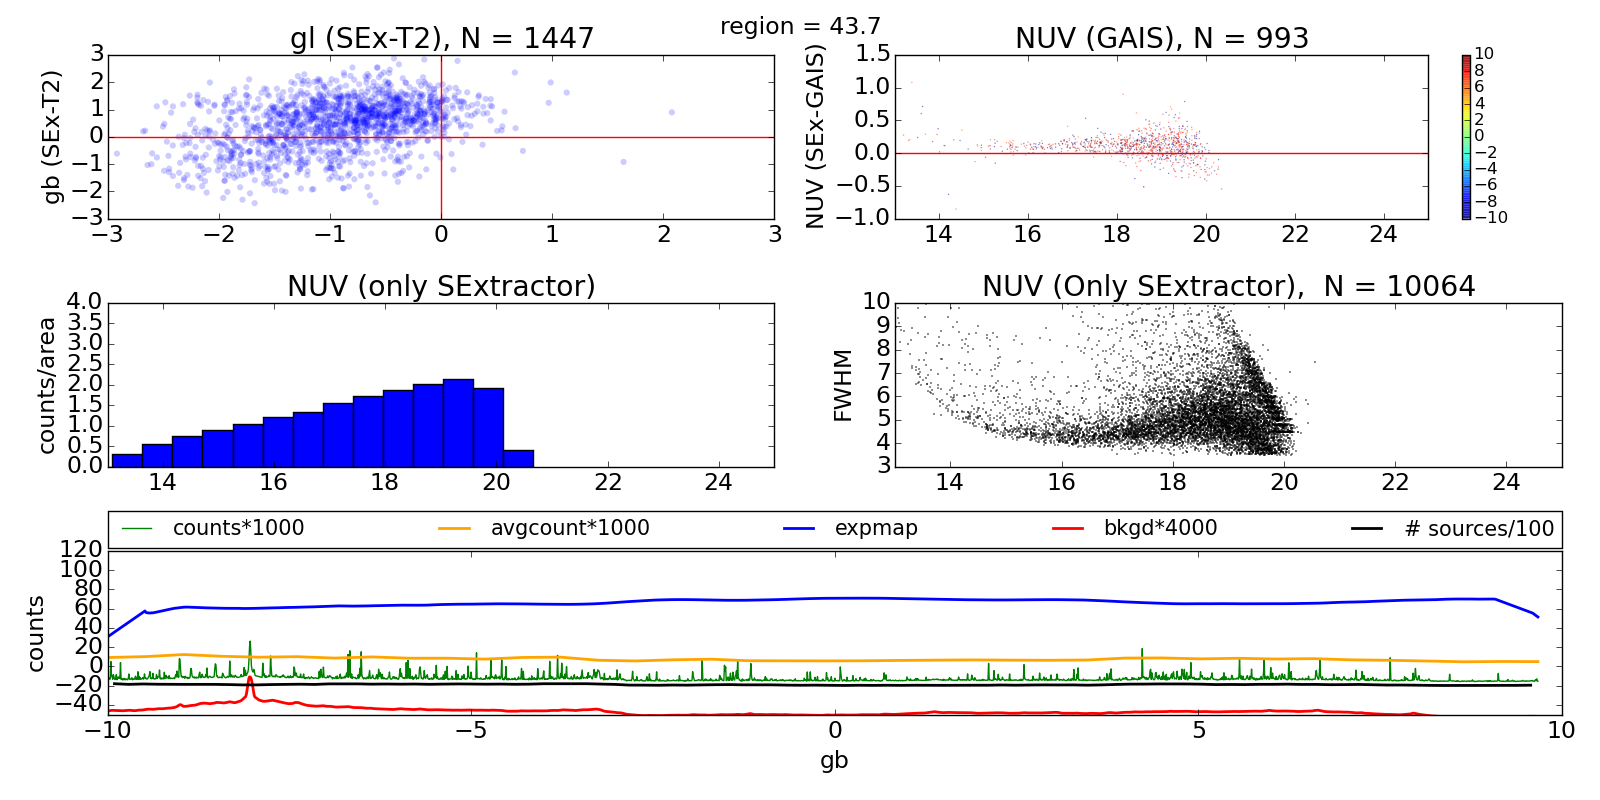 region = 43.7
gl (SEx-T2), N = 1447
NUV (GAIS), N = 993
gb (SEx-T2)
3
2
1
0
−1
−2
−3
−3 −2 −1 0 1 2 3
NUV (SEx-GAIS)
1.5
1.0
0.5
0.0
−0.5
−1.0
14 16 18 20 22 24
10
8
6
4
2
0
−2
−4
−6
−8
−10
NUV (only SExtractor)
counts/area
4.0
3.5
3.0
2.5
2.0
1.5
1.0
0.5
0.0
14 16 18 20 22 24
NUV (Only SExtractor), N = 10064
FWHM
10
9
8
7
6
5
4
3
14 16 18 20 22 24
counts*1000 avgcount*1000 expmap bkgd*4000 # sources/100
counts
120
100
80
60
40
20
0
−20
−40
−10 −5 0 5 10
gb